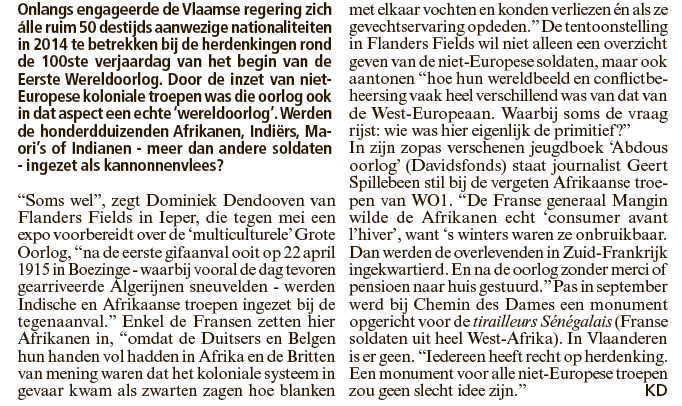 Onlangs engageerde de Vlaamse regering zich
álle ruim 50 destijds aanwezige nationaliteiten
in 2014 te betrekken bij de herdenkingen rond
de 100ste verjaardag van het begin van de
Eerste Wereldoorlog. Door de inzet van niet-
Europese koloniale troepen was die oorlog ook
in dat aspect een echte ‘wereldoorlog’. Werden
de honderdduizenden Afrikanen, Indiërs, Ma-
ori’s of Indianen - meer dan andere soldaten
- ingezet als kannonnenvlees?
“Soms wel”, zegt Dominiek Dendooven van
Flanders Fields in Ieper, die tegen mei een
expo voorbereidt over de ‘multiculturele’ Grote
Oorlog, “na de eerste gifaanval ooit op 22 april
1915 in Boezinge - waarbij vooral de dag tevoren
gearriveerde Algerijnen sneuvelden - werden
Indische en Afrikaanse troepen ingezet bij de
tegenaanval.” Enkel de Fransen zetten hier
Afrikanen in, “omdat de Duitsers en Belgen
hun handen vol hadden in Afrika en de Britten
van mening waren dat het koloniale systeem in
gevaar kwam als zwarten zagen hoe blanken
met elkaar vochten en konden verliezen én als ze
gevechtservaring opdeden.” De tentoonstelling
in Flanders Fields wil niet alleen een overzicht
geven van de niet-Europese soldaten, maar ook
aantonen “hoe hun wereldbeeld en conflictbe-
heersing vaak heel verschillend was van dat van
de West-Europeaan. Waarbij soms de vraag
rijst: wie was hier eigenlijk de primitief?”
In zijn zopas verschenen jeugdboek ‘Abdous
oorlog’ (Davidsfonds) staat journalist Geert
Spillebeen stil bij de vergeten Afrikaanse troe-
pen van WO1. “De Franse generaal Mangin
wilde de Afrikanen echt ‘consumer avant
l’hiver’, want ‘s winters waren ze onbruikbaar.
Dan werden de overlevenden in Zuid-Frankrijk
ingekwartierd. En na de oorlog zonder merci of
pensioen naar huis gestuurd.” Pas in september
werd bij Chemin des Dames een monument
opgericht voor de tirailleurs Sénégalais (Franse
soldaten uit heel West-Afrika). In Vlaanderen
is er geen. “Iedereen heeft recht op herdenking.
Een monument voor alle niet-Europese troepen
zou geen slecht idee zijn.” KD